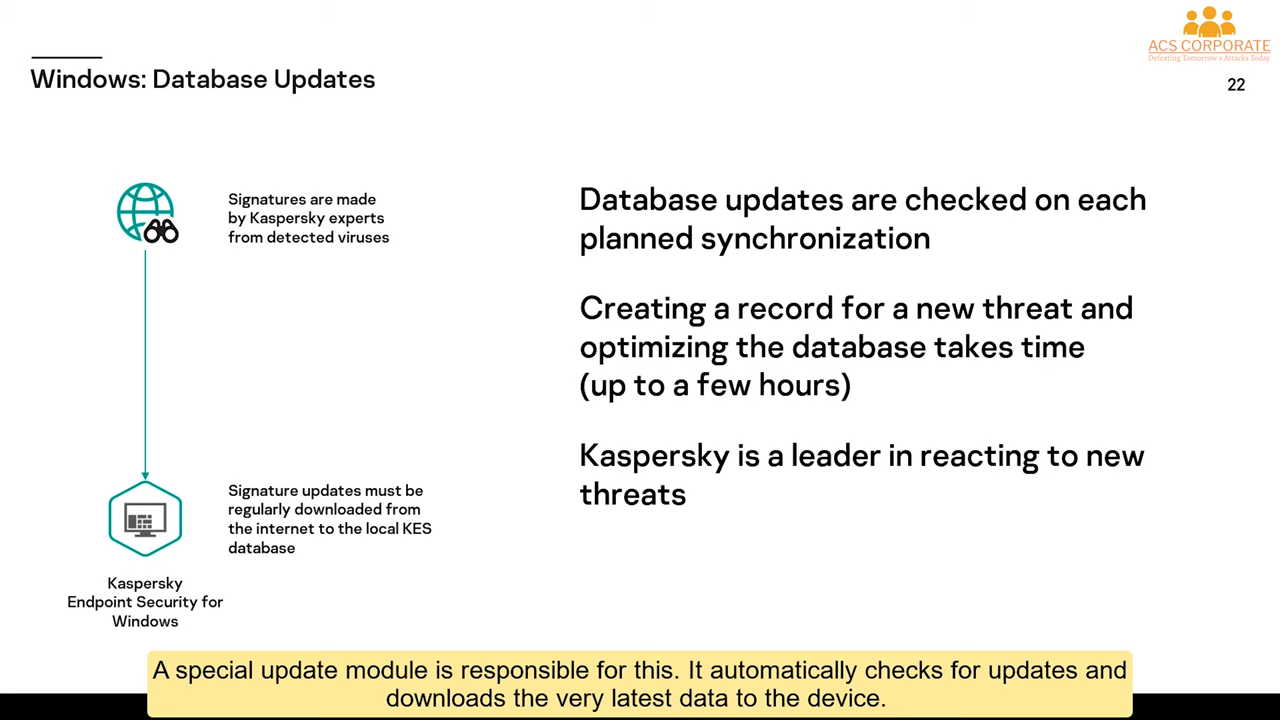 ACS CORPORATE
Defeating Tomorrow's Attacks Today
Windows: Database Updates
22
Signatures are made
by Kaspersky experts
from detected viruses
Signature updates must be
regularly downloaded from
the internet to the local KES
database
Kaspersky
Endpoint Security for
Windows
Database updates are checked on each
planned synchronization
Creating a record for a new threat and
optimizing the database takes time
(up to a few hours)
Kaspersky is a leader in reacting to new
threats
A special update module is responsible for this. It automatically checks for updates and
downloads the very latest data to the device.